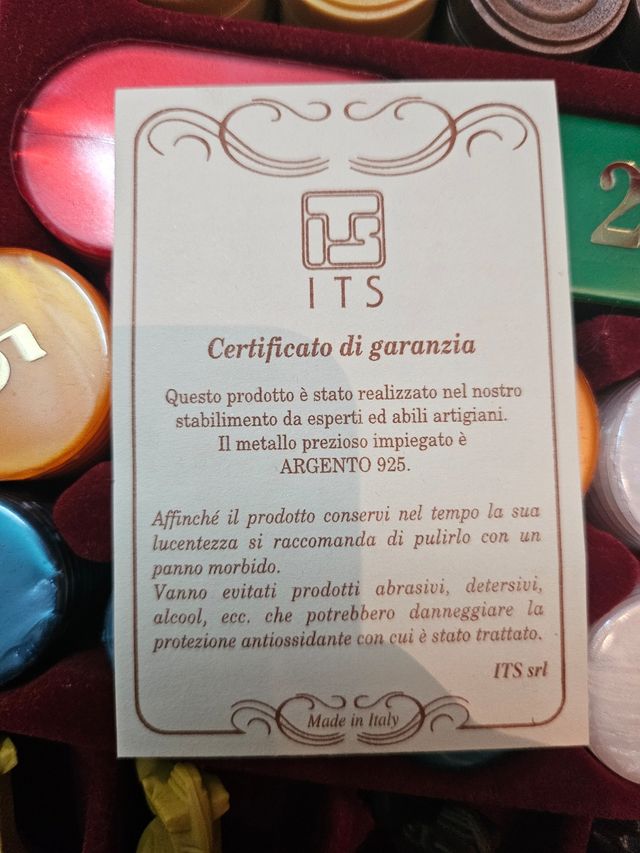 2
5
ITS
ITS
Certificato di garanzia
Questo prodotto è stato realizzato nel nostro
stabilimento da esperti ed abili artigiani.
Il metallo prezioso impiegato è
ARGENTO 925.
Affinché il prodotto conservi nel tempo la sua
lucentezza si raccomanda di pulirlo con un
panno morbido.
Vanno evitati prodotti abrasivi, detersivi,
alcool, ecc. che potrebbero danneggiare la
protezione antiossidante con cui è stato trattato.
ITS srl
Made in Italy